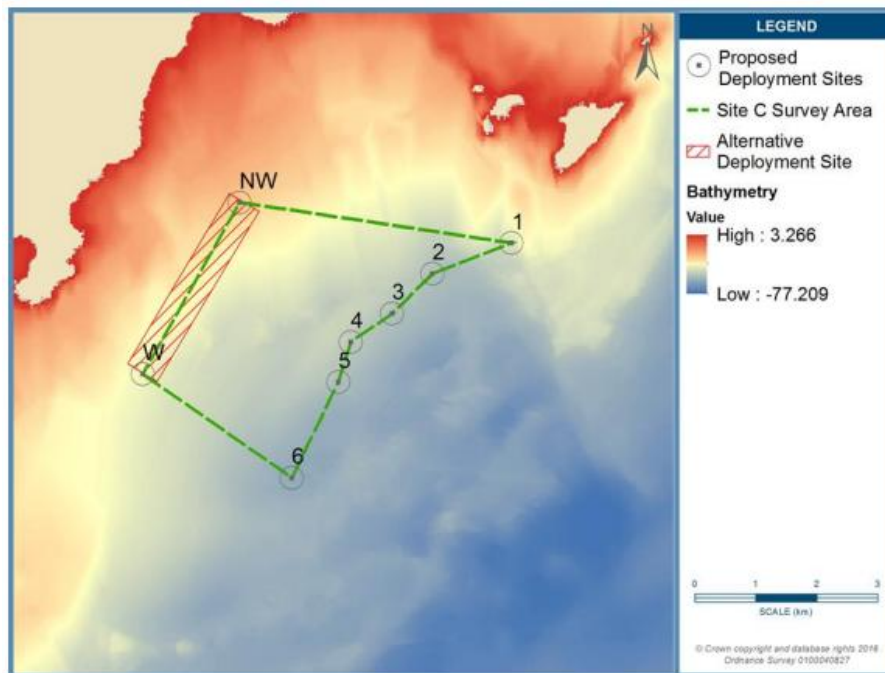 NW
1
2
3
4
5
W
6
LEGEND
N
Proposed
Deployment Sites
Site C Survey Area
Alternative
Deployment Site
Bathymetry
Value
High : 3.266
Low : -77.209
0 1 2 3
SCALE (km)
© Crown copyright and database rights 2016
Ordnance Survey 0100040827